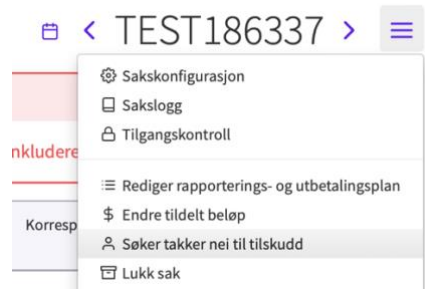 TEST186337
Sakskonfigurasjon
Sakslogg
Tilgangskontroll
nkludere
Rediger rapporterings- og utbetalingsplan
Endre tildelt beløp
Korresp
Søker takker nei til tilskudd
Lukk sak